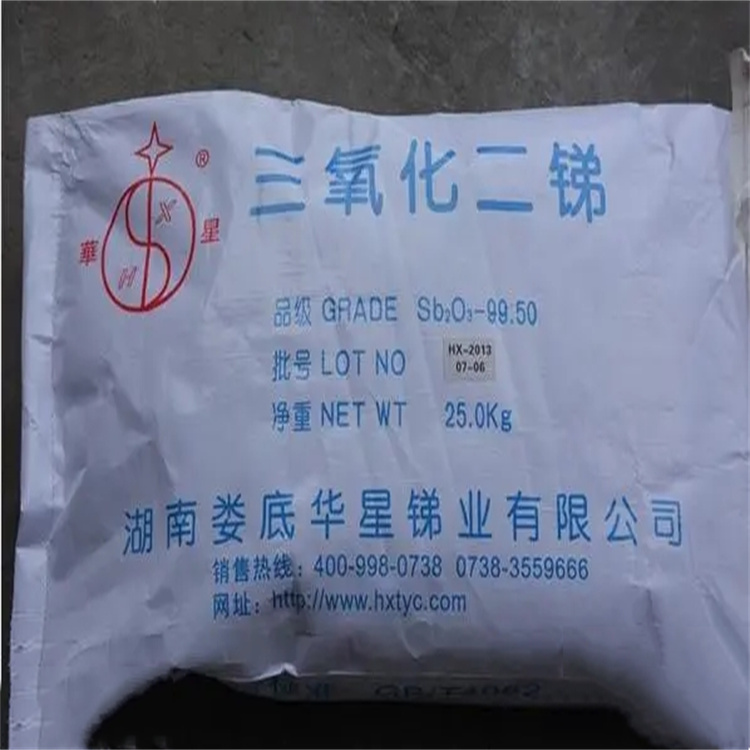 三氧化二锑
華 HX 星 ®
品级 GRADE Sb₂O₃-99.50
批号 LOT NO HX-2013
07-06
净重 NET WT 25.0Kg
湖南娄底华星锑业有限公司
销售热线：400-998-0738 0738-3559666
网址：http://www.hxtyc.com